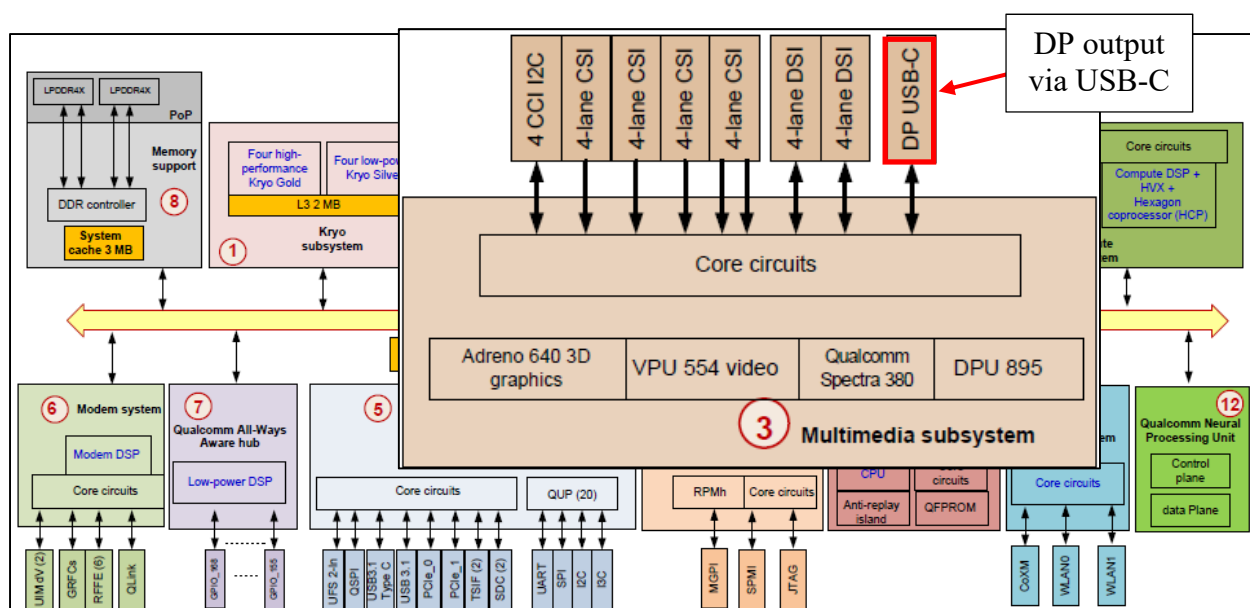 DP output
via USB-C
4 CCI I2C
4-lane CSI
4-lane CSI
4-lane CSI
4-lane CSI
4-lane DSI
4-lane DSI
DP USB-C
Core circuits
Adreno 640 3D
graphics
VPU 554 video
Qualcomm
Spectra 380
DPU 895
3
Multimedia subsystem
LPDDR4X
LPDDR4X
PoP
Memory
support
8
DDR controller
System
cache 3 MB
Four high-
performance
Kryo Gold
Four low-pow
Kryo Silve
L3 2 MB
Kryo
subsystem
1
Core circuits
Compute DSP +
HVX +
Hexagon
coprocessor (HCP)
ute
tem
6
Modem system
Modem DSP
Core circuits
UIM dV (2)
GRFCs
RFFE (6)
QLink
7
Qualcomm All-Ways
Aware hub
Low-power DSP
GPIO_168
GPIO_155
5
Core circuits
QUP (20)
UFS 2-ln
QSPI
USB3.1
Type C
USB 3.1
PCIe_0
PCIe_1
TSIF (2)
SDC (2)
UART
SPI
I2C
I3C
RPMh
Core circuits
MGPI
SPMI
JTAG
CPU
circuits
Anti-replay
island
QFPROM
em
Core circuits
CoXM
WLAN0
WLAN1
12
Qualcomm Neural
Processing Unit
Control
plane
data Plane